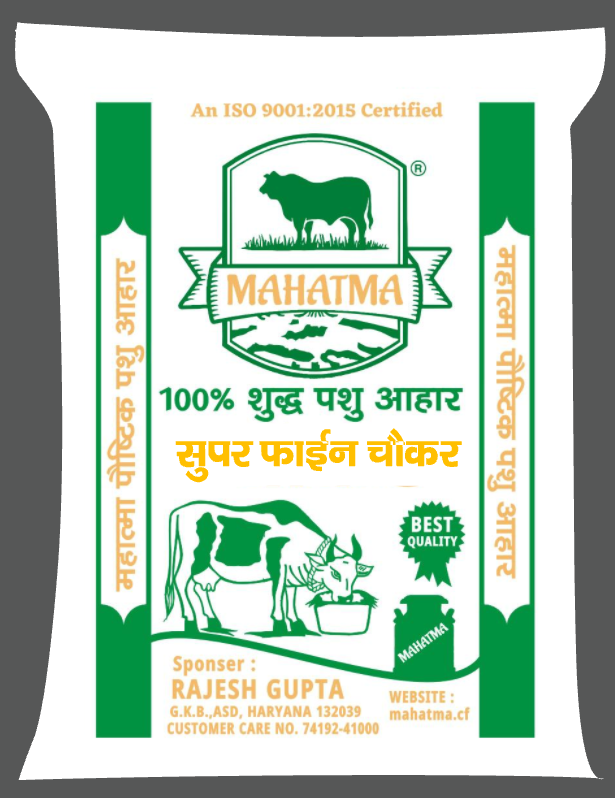 An ISO 9001:2015 Certified
®
MAHATMA
100% शुद्ध पशु आहार
सुपर फाईन चौकर
महात्मा पौष्टिक पशु आहार
महात्मा पौष्टिक पशु आहार
BEST
QUALITY
MAHATMA
Sponser :
RAJESH GUPTA
G.K.B.,ASD, HARYANA 132039
CUSTOMER CARE NO. 74192-41000
WEBSITE :
mahatma.cf